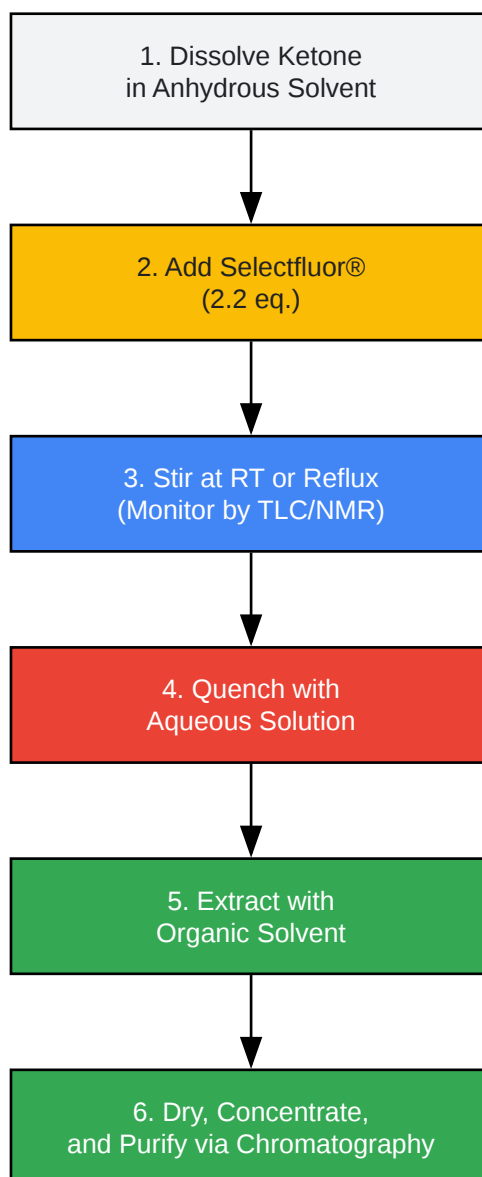 1. Dissolve Ketone
in Anhydrous Solvent
2. Add Selectfluor®
(2.2 eq.)
3. Stir at RT or Reflux
(Monitor by TLC/NMR)
4. Quench with
Aqueous Solution
5. Extract with
Organic Solvent
6. Dry, Concentrate,
and Purify via Chromatography